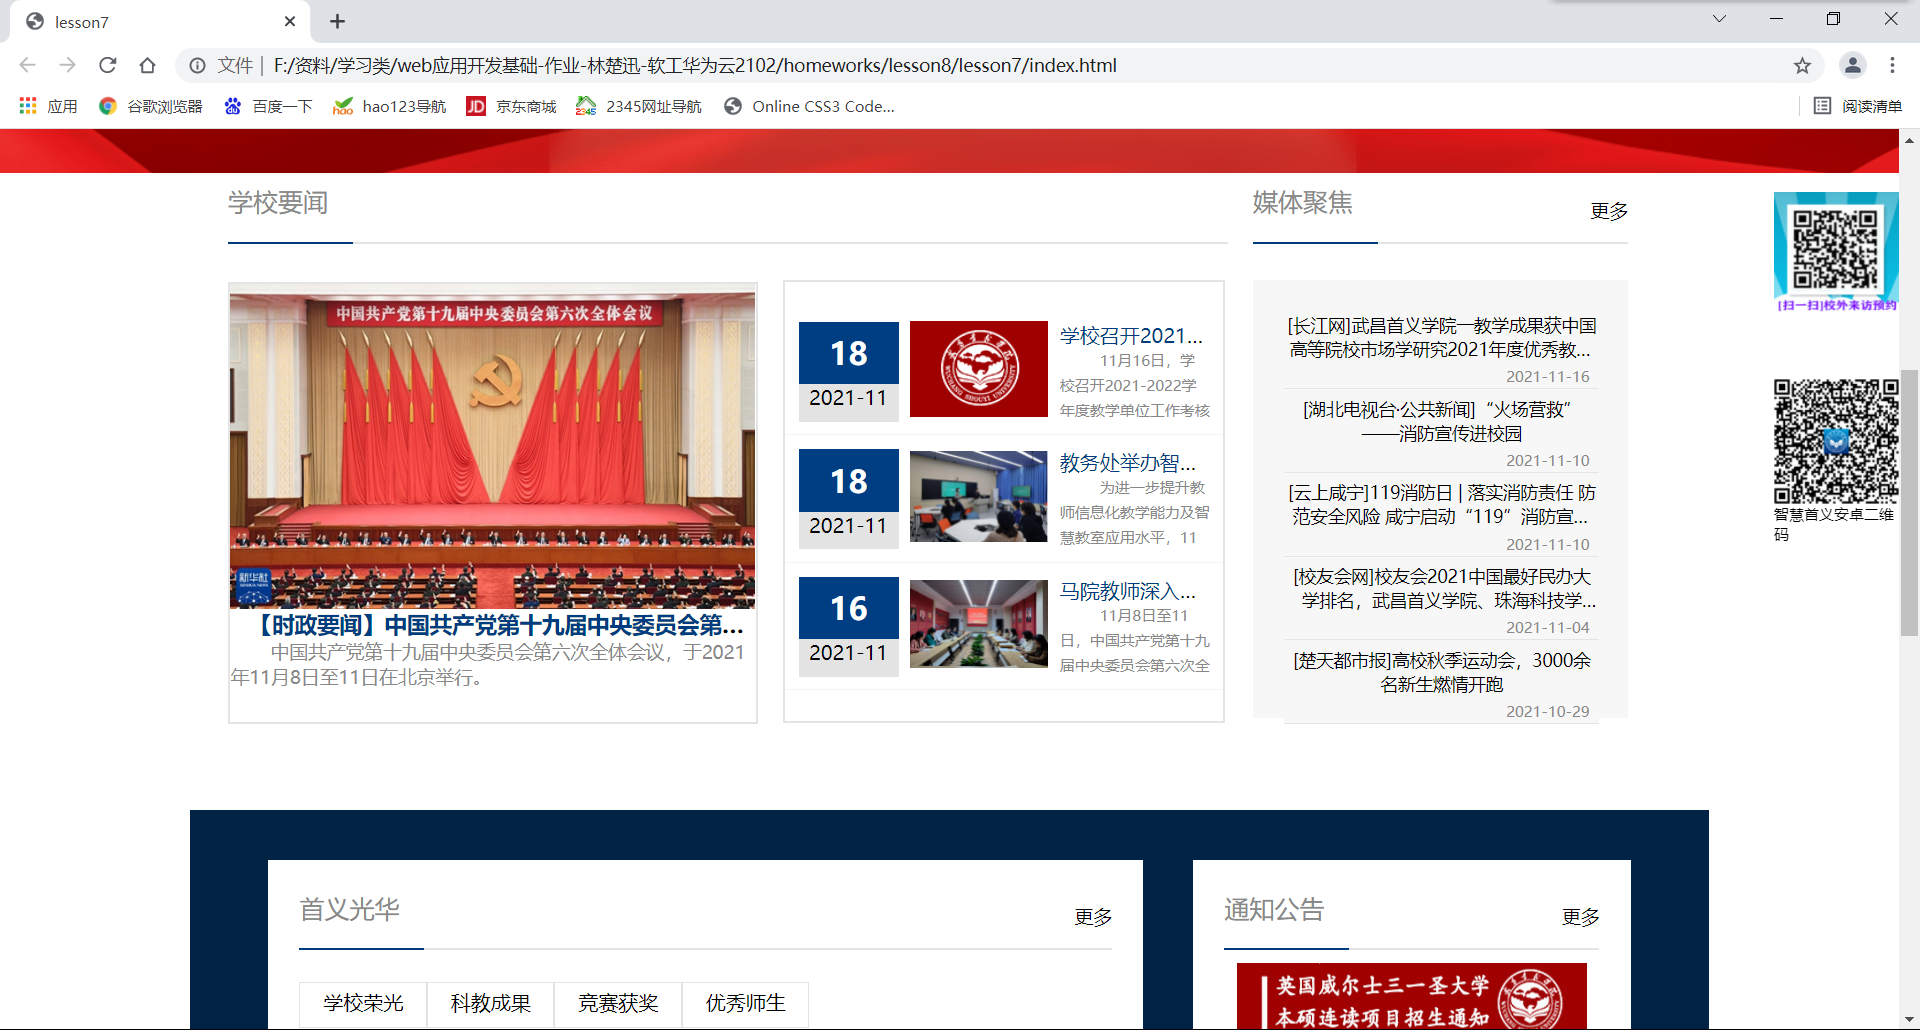 lesson7
文件 | F:/资料/学习类/web应用开发基础-作业-林楚迅-软工华为云2102/homeworks/lesson8/lesson7/index.html
应用 谷歌浏览器 百度一下 hao123导航 京东商城 2345网址导航 Online CSS3 Code... 阅读清单
学校要闻
中国共产党第十九届中央委员会第六次全体会议
新华社
【时政要闻】中国共产党第十九届中央委员会第...
中国共产党第十九届中央委员会第六次全体会议，于2021
年11月8日至11日在北京举行。
18
2021-11
WUCHANG SHOUYI UNIVERSITY
学校召开2021...
11月16日，学
校召开2021-2022学
年度教学单位工作考核
18
2021-11
教务处举办智...
为进一步提升教
师信息化教学能力及智
慧教室应用水平，11
16
2021-11
马院教师深入...
11月8日至11
日，中国共产党第十九
届中央委员会第六次全
媒体聚焦
更多
[长江网]武昌首义学院一教学成果获中国
高等院校市场学研究2021年度优秀教...
2021-11-16
[湖北电视台·公共新闻]“火场营救”
——消防宣传进校园
2021-11-10
[云上咸宁]119消防日 | 落实消防责任 防
范安全风险 咸宁启动“119”消防宣...
2021-11-10
[校友会网]校友会2021中国最好民办大
学排名，武昌首义学院、珠海科技学...
2021-11-04
[楚天都市报]高校秋季运动会，3000余
名新生燃情开跑
2021-10-29
[扫一扫]校外来访预约
智慧首义安卓二维
码
首义光华
更多
学校荣光 科教成果 竞赛获奖 优秀师生
通知公告
更多
英国威尔士三一圣大学
本硕连读项目招生通知